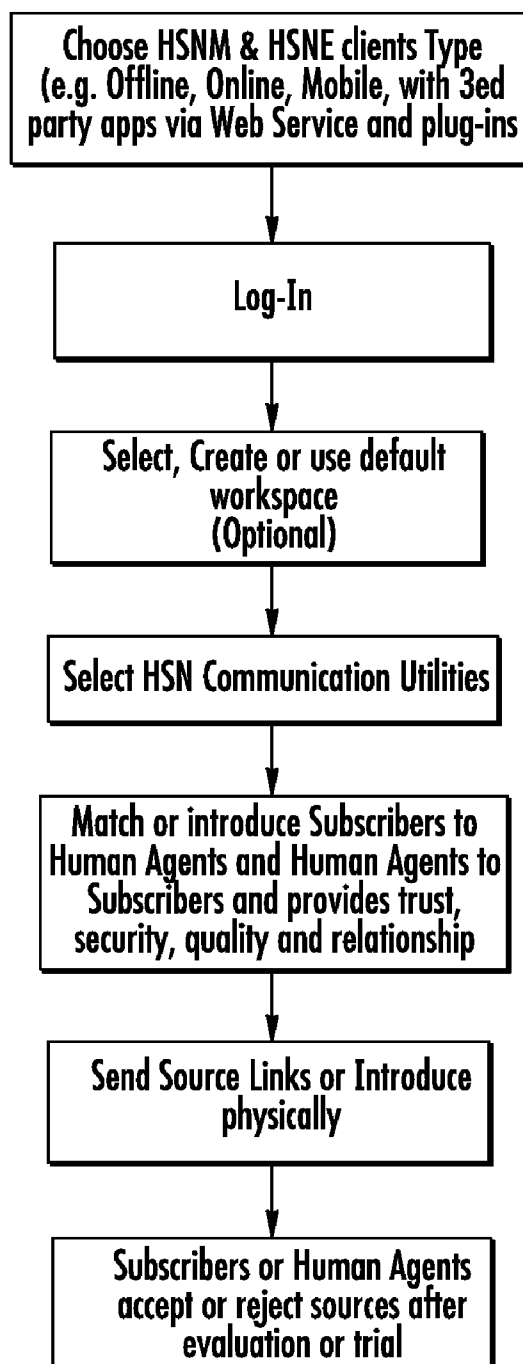 Choose HSNM & HSNE clients Type
(e.g. Offline, Online, Mobile, with 3ed
party apps via Web Service and plug-ins
Log-In
Select, Create or use default
workspace
(Optional)
Select HSN Communication Utilities
Match or introduce Subscribers to
Human Agents and Human Agents to
Subscribers and provides trust,
security, quality and relationship
Send Source Links or Introduce
physically
Subscribers or Human Agents
accept or reject sources after
evaluation or trial